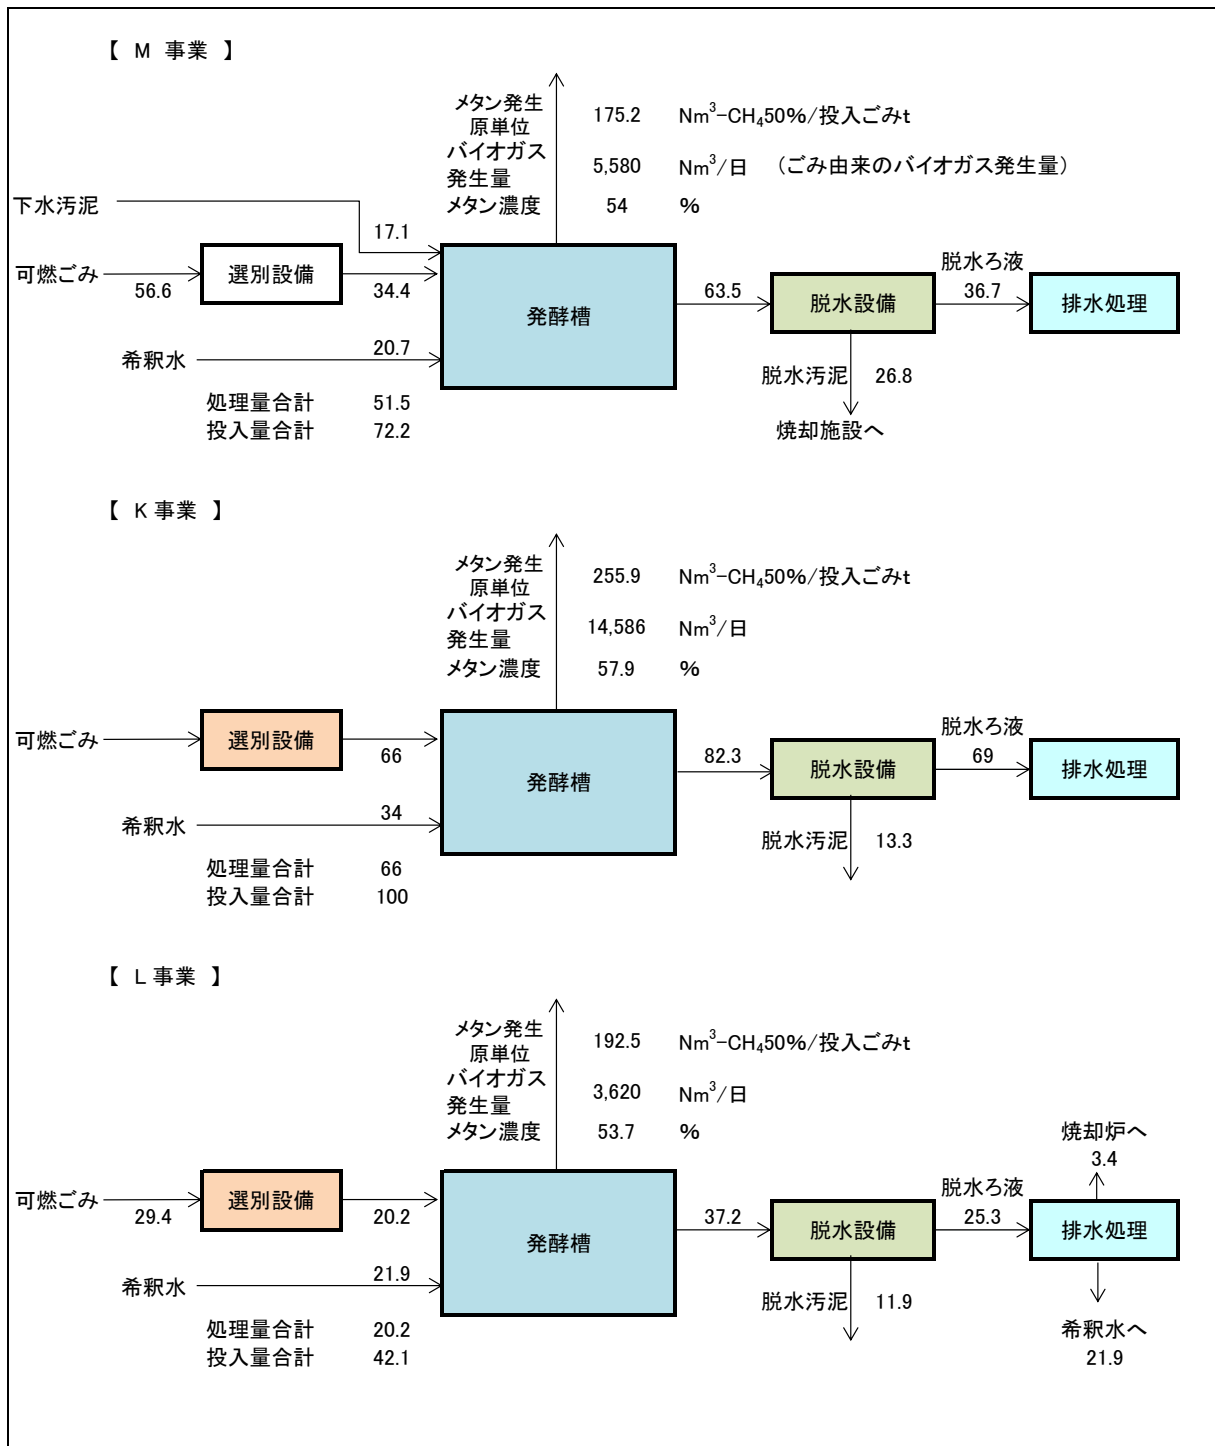 【 M 事業 】
メタン発生
原単位
175.2 Nm³-CH₄50%/投入ごみt
バイオガス
発生量
5,580 Nm³/日 （ごみ由来のバイオガス発生量）
メタン濃度 54 %
下水汚泥
17.1
可燃ごみ
56.6
選別設備
34.4
発酵槽
63.5
脱水設備
脱水ろ液
36.7
排水処理
希釈水
20.7
脱水汚泥 26.8
焼却施設へ
処理量合計 51.5
投入量合計 72.2
【 K 事業 】
メタン発生
原単位
255.9 Nm³-CH₄50%/投入ごみt
バイオガス
発生量
14,586 Nm³/日
メタン濃度 57.9 %
可燃ごみ
選別設備
66
発酵槽
82.3
脱水設備
脱水ろ液
69
排水処理
希釈水
34
脱水汚泥 13.3
処理量合計 66
投入量合計 100
【 L 事業 】
メタン発生
原単位
192.5 Nm³-CH₄50%/投入ごみt
バイオガス
発生量
3,620 Nm³/日
メタン濃度 53.7 %
焼却炉へ
3.4
可燃ごみ
29.4
選別設備
20.2
発酵槽
37.2
脱水設備
脱水ろ液
25.3
排水処理
希釈水
21.9
脱水汚泥 11.9
希釈水へ
21.9
処理量合計 20.2
投入量合計 42.1